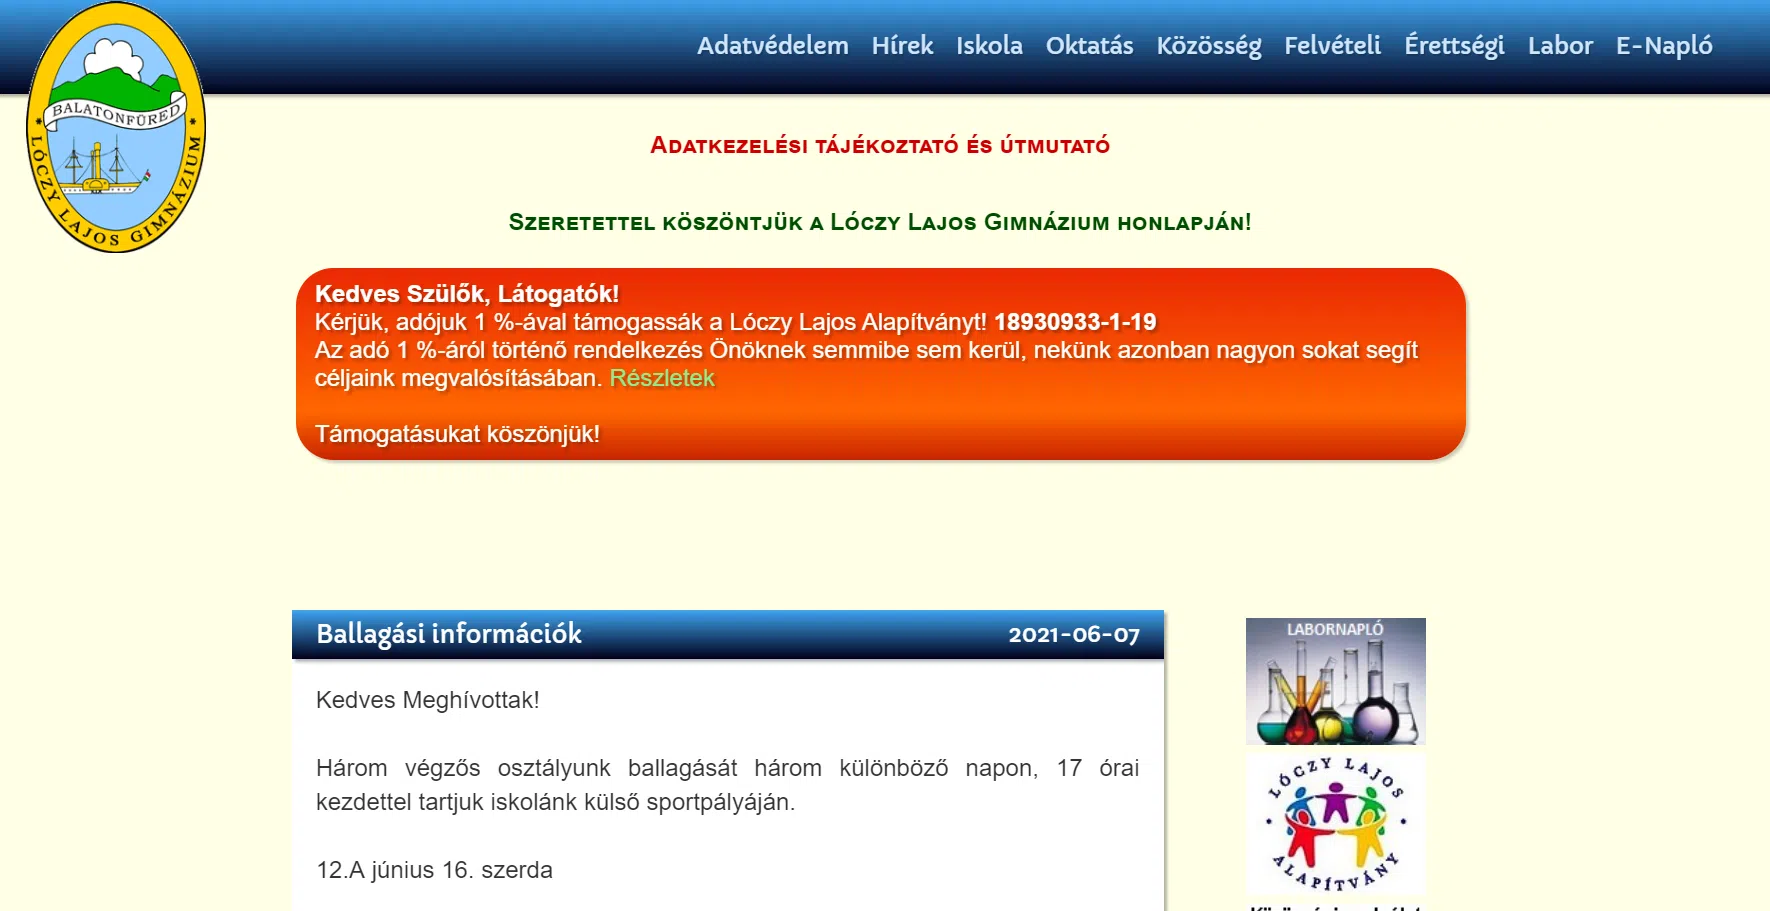 Adatvédelem Hírek Iskola Oktatás Közösség Felvételi Érettségi Labor E-Napló
BALATONFÜRED
LÓCZY LAJOS GIMNÁZIUM
Adatkezelési tájékoztató és útmutató
Szeretettel köszöntjük a Lóczy Lajos Gimnázium honlapján!
Kedves Szülők, Látogatók!
Kérjük, adójuk 1 %-ával támogassák a Lóczy Lajos Alapítványt! 18930933-1-19
Az adó 1 %-áról történő rendelkezés Önöknek semmibe sem kerül, nekünk azonban nagyon sokat segít
céljaink megvalósításában. Részletek
Támogatásukat köszönjük!
Ballagási információk 2021-06-07
Kedves Meghívottak!
Három végzős osztályunk ballagását három különböző napon, 17 órai
kezdettel tartjuk iskolánk külső sportpályáján.
12.A június 16. szerda
LABORNAPLÓ
LÓCZY LAJOS
ALAPÍTVÁNY